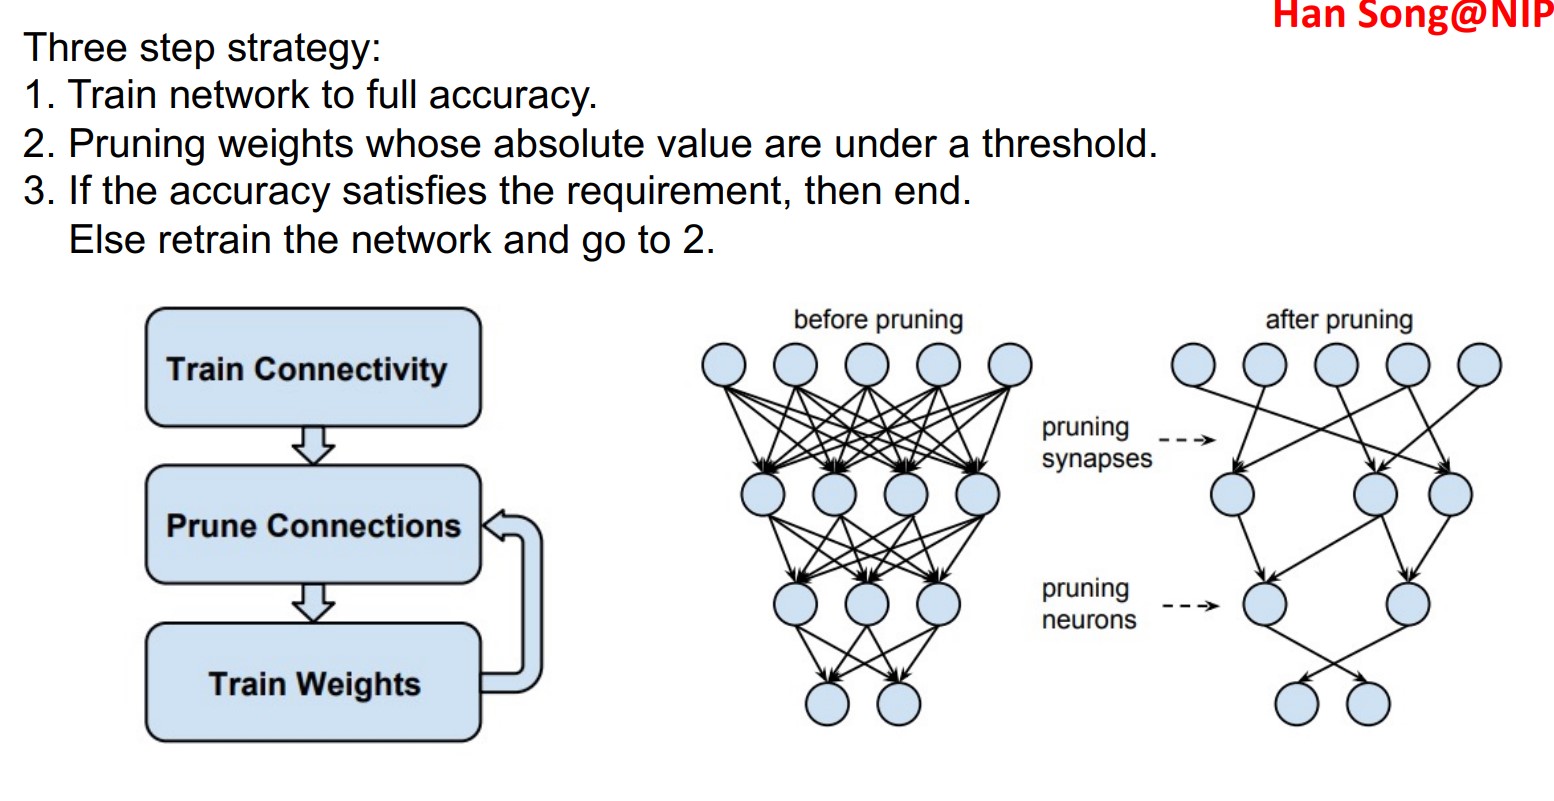 Han Song@NIP
Three step strategy:
1. Train network to full accuracy.
2. Pruning weights whose absolute value are under a threshold.
3. If the accuracy satisfies the requirement, then end.
Else retrain the network and go to 2.
Train Connectivity
Prune Connections
Train Weights
before pruning
after pruning
pruning
synapses
pruning
neurons